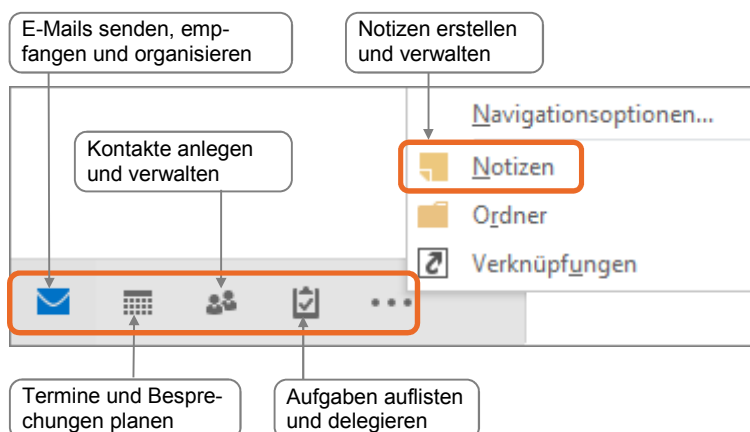 E-Mails senden, emp-
fangen und organisieren
Notizen erstellen
und verwalten
Navigationsoptionen...
Kontakte anlegen
und verwalten
Notizen
Ordner
Verknüpfungen
Termine und Bespre-
chungen planen
Aufgaben auflisten
und delegieren